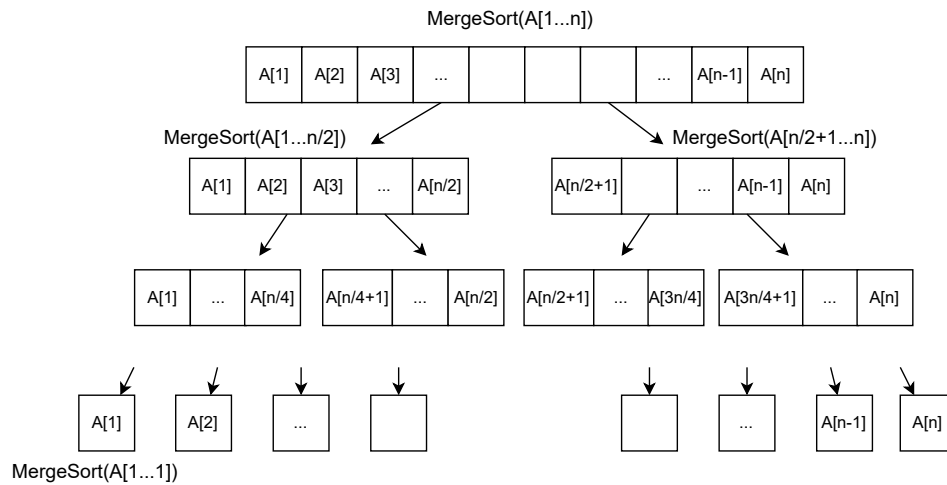 MergeSort(A[1...n])
A[1] A[2] A[3] ... ... A[n-1] A[n]
MergeSort(A[1...n/2]) MergeSort(A[n/2+1...n])
A[1] A[2] A[3] ... A[n/2] A[n/2+1] ... A[n-1] A[n]
A[1] ... A[n/4] A[n/4+1] ... A[n/2] A[n/2+1] ... A[3n/4] A[3n/4+1] ... A[n]
A[1] A[2] ... ... A[n-1] A[n]
MergeSort(A[1...1])